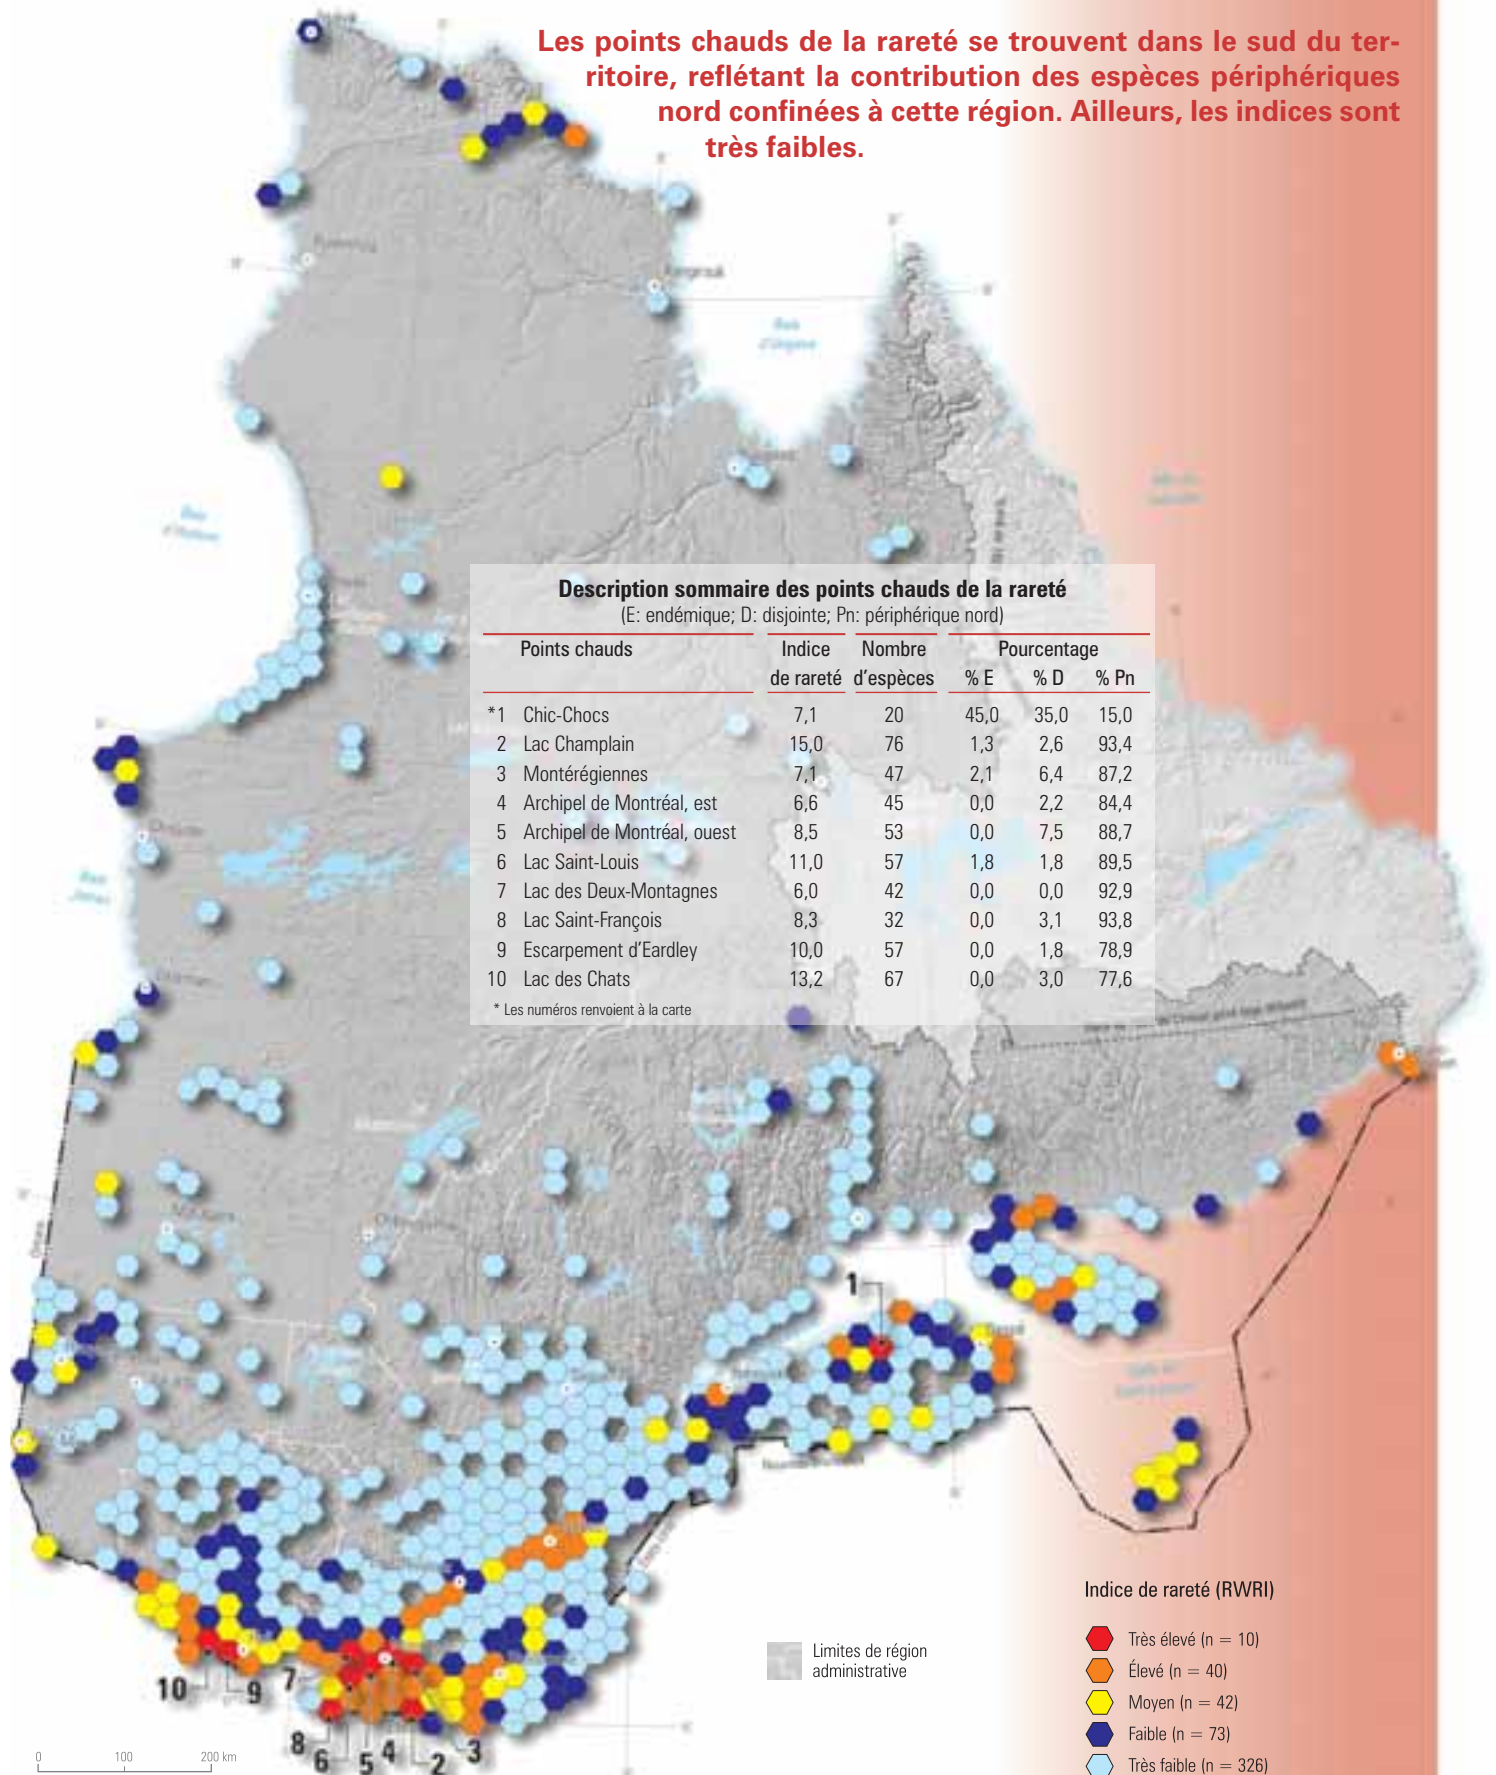 Les points chauds de la rareté se trouvent dans le sud du ter-
ritoire, reflétant la contribution des espèces périphériques
nord confinées à cette région. Ailleurs, les indices sont
très faibles.
Description sommaire des points chauds de la rareté
(E: endémique; D: disjointe; Pn: périphérique nord)
Points chauds Indice Nombre Pourcentage
de rareté d'espèces % E % D % Pn
*1 Chic-Chocs 7,1 20 45,0 35,0 15,0
2 Lac Champlain 15,0 76 1,3 2,6 93,4
3 Montérégiennes 7,1 47 2,1 6,4 87,2
4 Archipel de Montréal, est 6,6 45 0,0 2,2 84,4
5 Archipel de Montréal, ouest 8,5 53 0,0 7,5 88,7
6 Lac Saint-Louis 11,0 57 1,8 1,8 89,5
7 Lac des Deux-Montagnes 6,0 42 0,0 0,0 92,9
8 Lac Saint-François 8,3 32 0,0 3,1 93,8
9 Escarpement d'Eardley 10,0 57 0,0 1,8 78,9
10 Lac des Chats 13,2 67 0,0 3,0 77,6
* Les numéros renvoient à la carte
1
10
9
7
8
6
5
4
2
3
0 100 200 km
Limites de région
administrative
Indice de rareté (RWRI)
Très élevé (n = 10)
Élevé (n = 40)
Moyen (n = 42)
Faible (n = 73)
Très faible (n = 326)